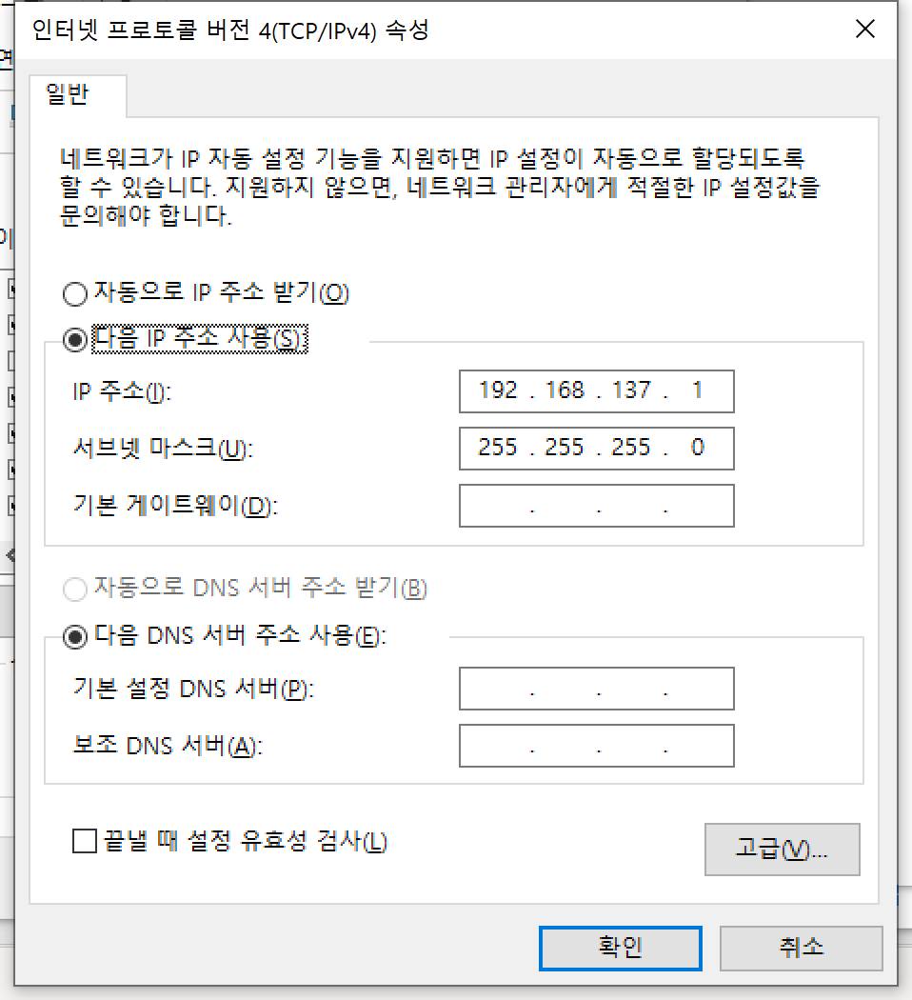 인터넷 프로토콜 버전 4(TCP/IPv4) 속성
일반
네트워크가 IP 자동 설정 기능을 지원하면 IP 설정이 자동으로 할당되도록
할 수 있습니다. 지원하지 않으면, 네트워크 관리자에게 적절한 IP 설정값을
문의해야 합니다.
자동으로 IP 주소 받기(O)
다음 IP 주소 사용(S)
IP 주소(I): 192 . 168 . 137 . 1
서브넷 마스크(U): 255 . 255 . 255 . 0
기본 게이트웨이(D): . . .
자동으로 DNS 서버 주소 받기(B)
다음 DNS 서버 주소 사용(E):
기본 설정 DNS 서버(P): . . .
보조 DNS 서버(A): . . .
끝낼 때 설정 유효성 검사(L)
고급(V)...
확인 취소